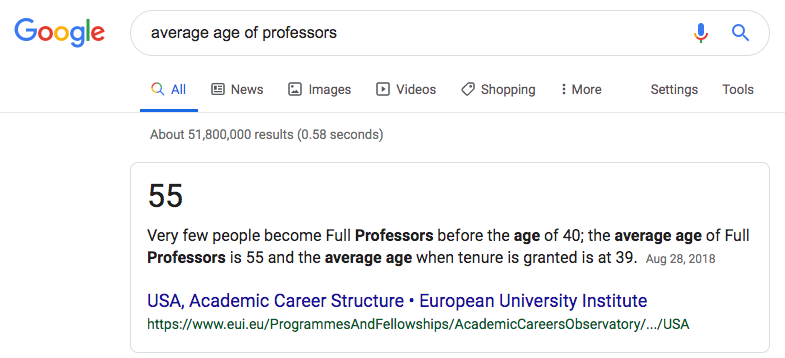 Google
average age of professors
All News Images Videos Shopping More Settings Tools
About 51,800,000 results (0.58 seconds)
55
Very few people become Full Professors before the age of 40; the average age of Full
Professors is 55 and the average age when tenure is granted is at 39. Aug 28, 2018
USA, Academic Career Structure • European University Institute
https://www.eui.eu/ProgrammesAndFellowships/AcademicCareersObservatory/.../USA